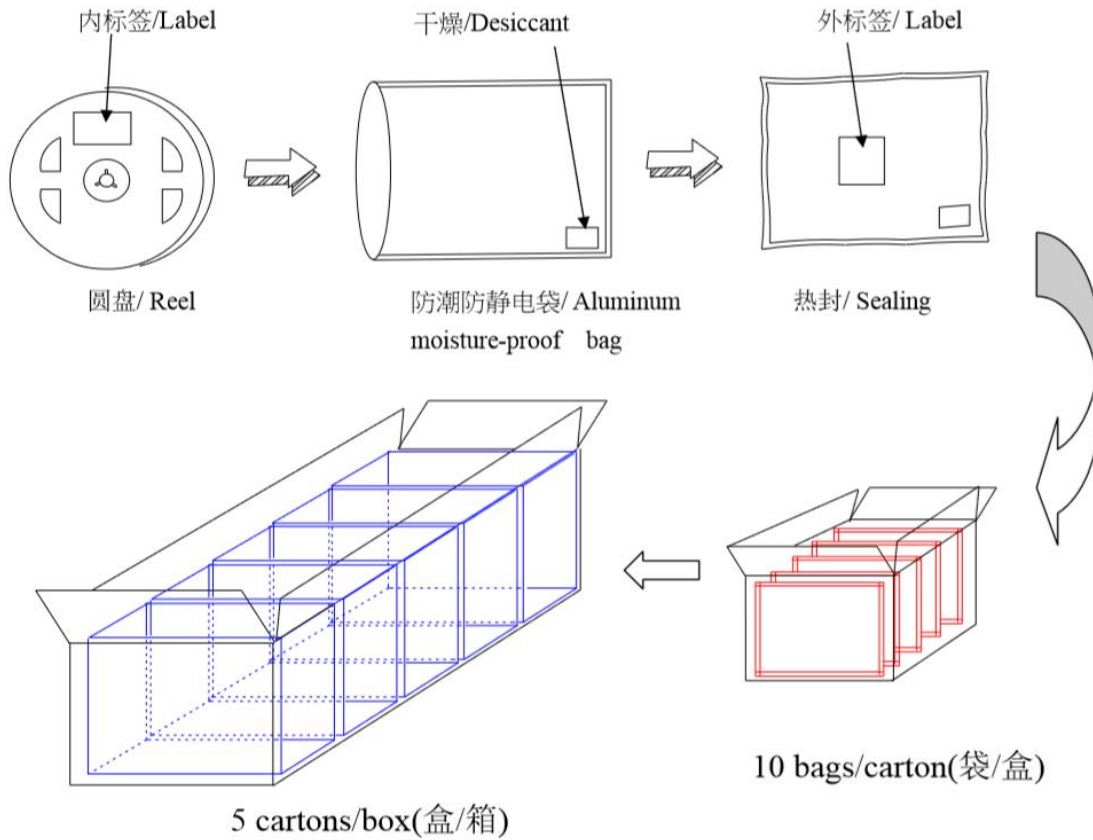 内标签/Label
干燥/Desiccant
外标签/ Label
圆盘/ Reel
防潮防静电袋/ Aluminum
moisture-proof bag
热封/ Sealing
10 bags/carton(袋/盒)
5 cartons/box(盒/箱)